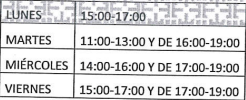 LUNES 15:00-17:00
MARTES 11:00-13:00 Y DE 16:00-19:00
MIÉRCOLES 14:00-16:00 Y DE 17:00-19:00
VIERNES 15:00-17:00 Y DE 17:00-19:00